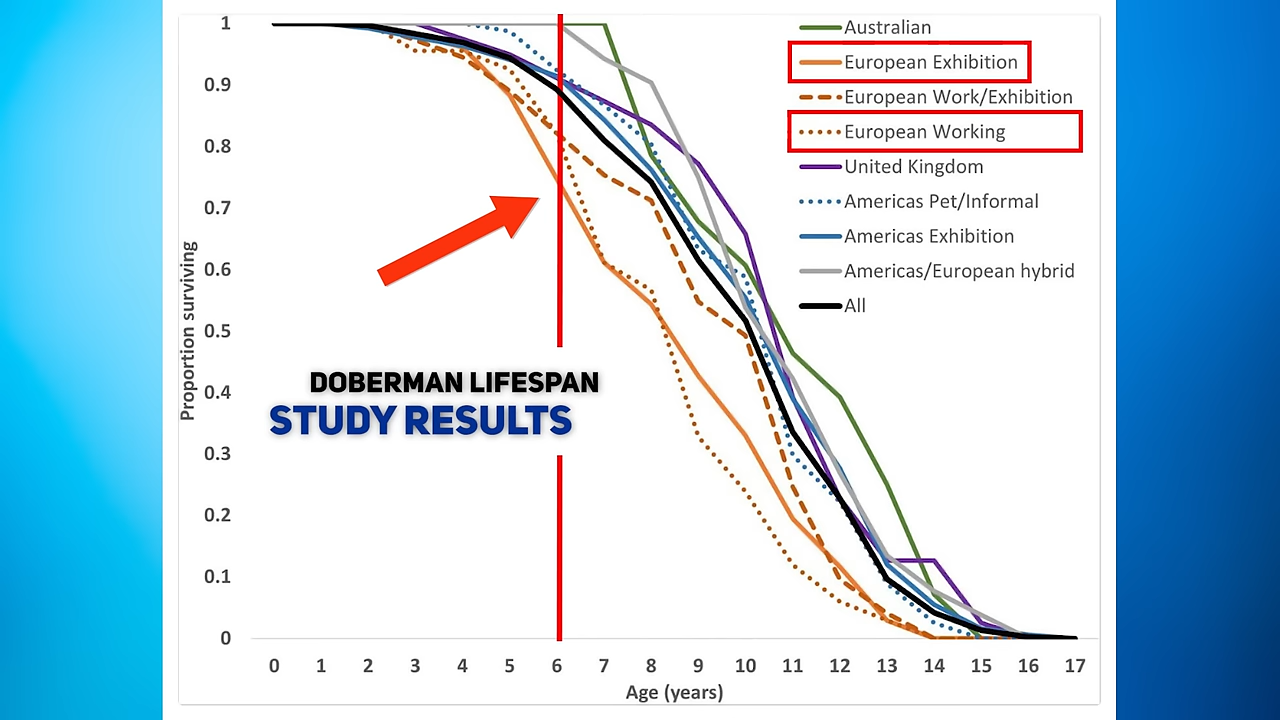 1
0.9
0.8
0.7
0.6
0.5
0.4
0.3
0.2
0.1
0
Proportion surviving
0 1 2 3 4 5 6 7 8 9 10 11 12 13 14 15 16 17
Age (years)
Australian
European Exhibition
European Work/Exhibition
European Working
United Kingdom
Americas Pet/Informal
Americas Exhibition
Americas/European hybrid
All
DOBERMAN LIFESPAN
STUDY RESULTS